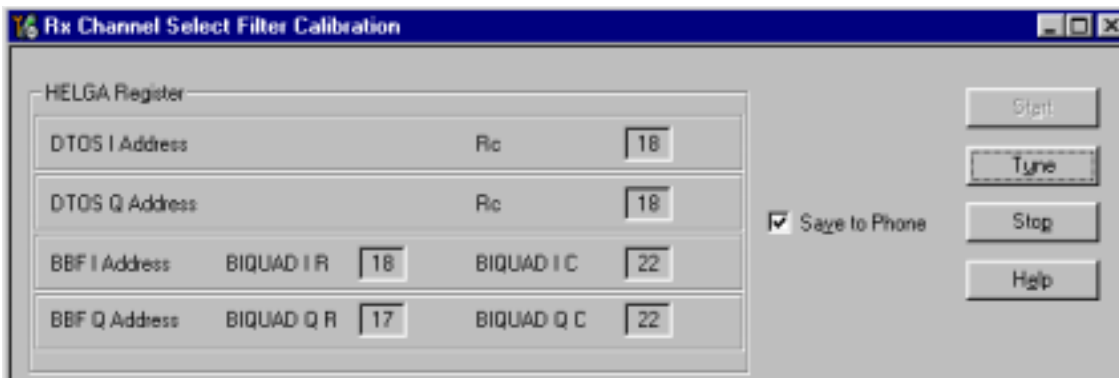 Rx Channel Select Filter Calibration
HELGA Register
DTOS I Address Rc 18
DTOS Q Address Rc 18
BBF I Address BIQUAD I R 18 BIQUAD I C 22
BBF Q Address BIQUAD Q R 17 BIQUAD Q C 22
Save to Phone
Start
Tune
Stop
Help